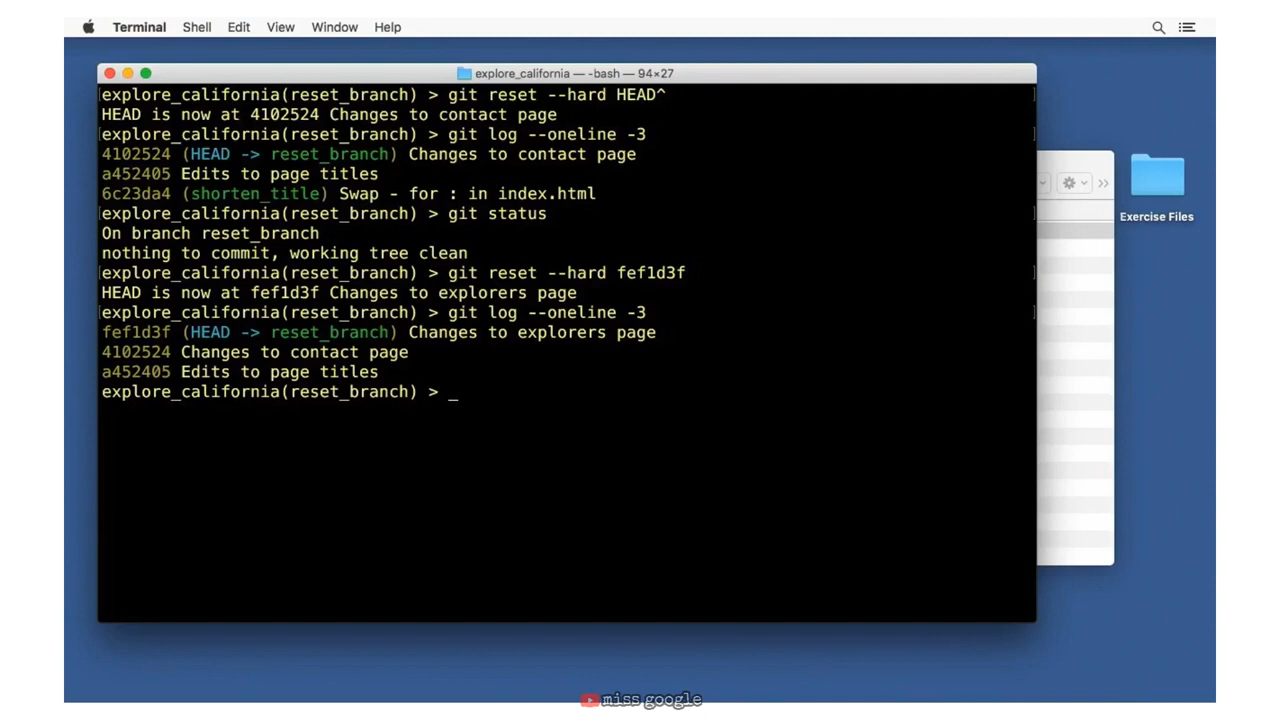 Terminal Shell Edit View Window Help
explore_california — -bash — 94×27
explore_california(reset_branch) > git reset --hard HEAD^
HEAD is now at 4102524 Changes to contact page
explore_california(reset_branch) > git log --oneline -3
4102524 (HEAD -> reset_branch) Changes to contact page
a452405 Edits to page titles
6c23da4 (shorten_title) Swap - for : in index.html
explore_california(reset_branch) > git status
On branch reset_branch
nothing to commit, working tree clean
explore_california(reset_branch) > git reset --hard fef1d3f
HEAD is now at fef1d3f Changes to explorers page
explore_california(reset_branch) > git log --oneline -3
fef1d3f (HEAD -> reset_branch) Changes to explorers page
4102524 Changes to contact page
a452405 Edits to page titles
explore_california(reset_branch) > _
Exercise Files
miss google